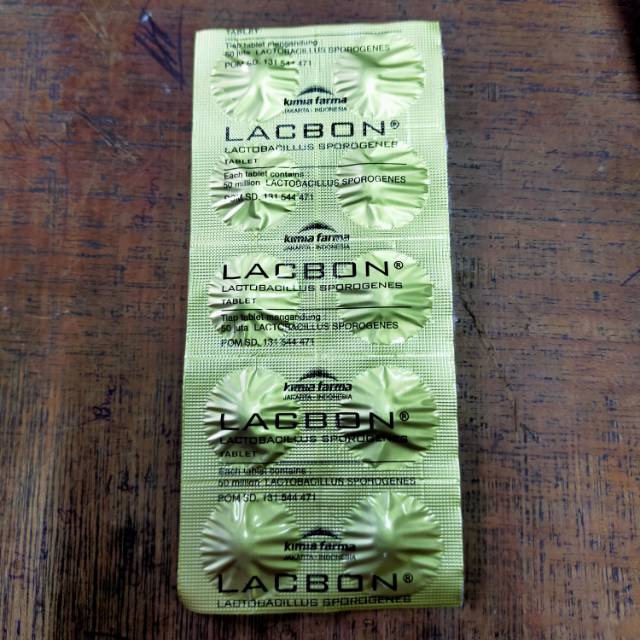 TABLET
Tiap tablet mengandung
50 juta LACTOBACILLUS SPOROGENES
POM SD. 131 544 471
kimia farma
JAKARTA - INDONESIA
LACBON®
LACTOBACILLUS SPOROGENES
TABLET
Each tablet contains
50 million LACTOBACILLUS SPOROGENES
POM SD. 131 544 471
kimia farma
JAKARTA - INDONESIA
LACBON®
LACTOBACILLUS SPOROGENES
TABLET
Tiap tablet mengandung
50 juta LACTOBACILLUS SPOROGENES
POM SD. 131 544 471
kimia farma
JAKARTA - INDONESIA
LACBON®
LACTOBACILLUS SPOROGENES
TABLET
Each tablet contains
50 million LACTOBACILLUS SPOROGENES
POM SD. 131 544 471
kimia farma
JAKARTA - INDONESIA
LACBON®
LACTOBACILLUS SPOROGENES